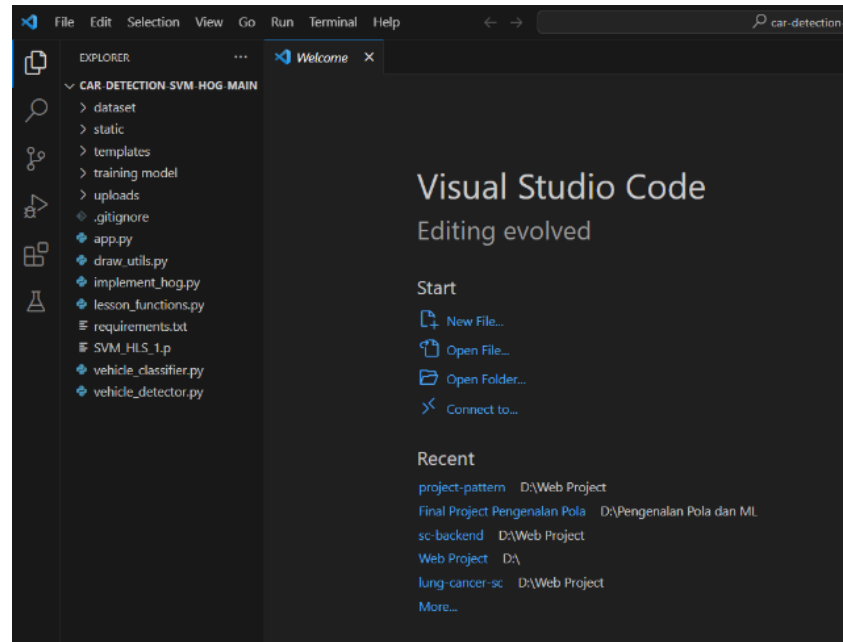 File Edit Selection View Go Run Terminal Help
car-detection-
EXPLORER
Welcome
CAR-DETECTION-SVM-HOG-MAIN
dataset
static
templates
training model
uploads
.gitignore
app.py
draw_utils.py
implement_hog.py
lesson_functions.py
requirements.txt
SVM_HLS_1.p
vehicle_classifier.py
vehicle_detector.py
Visual Studio Code
Editing evolved
Start
New File...
Open File...
Open Folder...
Connect to...
Recent
project-pattern D:\Web Project
Final Project Pengenalan Pola D:\Pengenalan Pola dan ML
sc-backend D:\Web Project
Web Project D:\
lung-cancer-sc D:\Web Project
More...